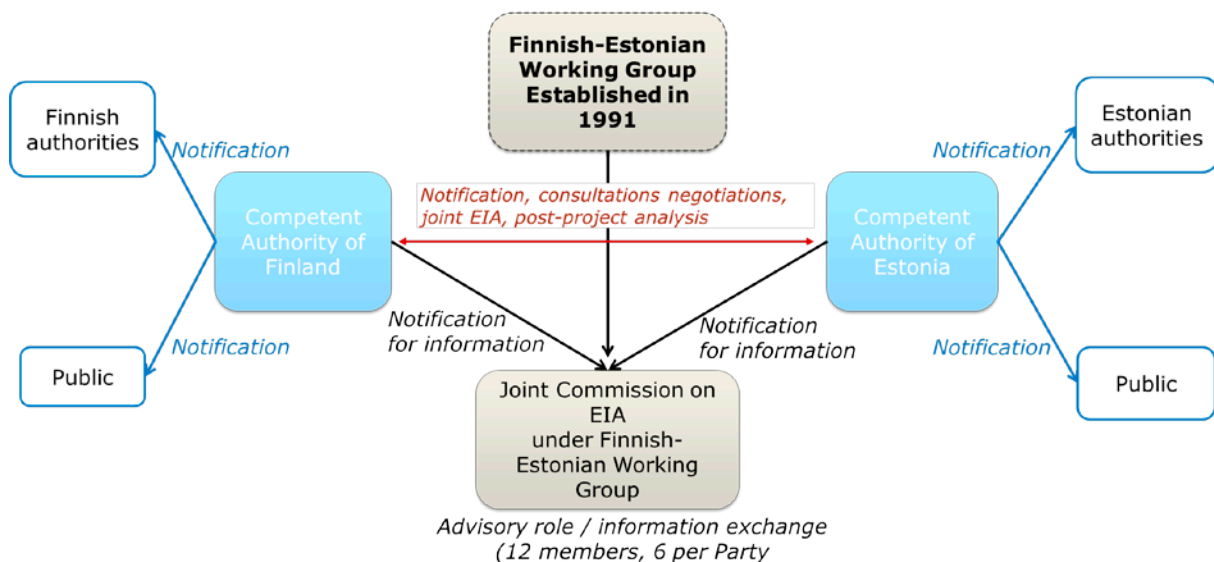 Finnish-Estonian
Working Group
Established in
1991
Finnish
authorities
Notification
Estonian
authorities
Notification
Competent
Authority of
Finland
Notification, consultations negotiations,
joint EIA, post-project analysis
Competent
Authority of
Estonia
Notification
for information
Notification
for information
Notification
Public
Notification
Public
Joint Commission on
EIA
under Finnish-
Estonian Working
Group
Advisory role / information exchange
(12 members, 6 per Party